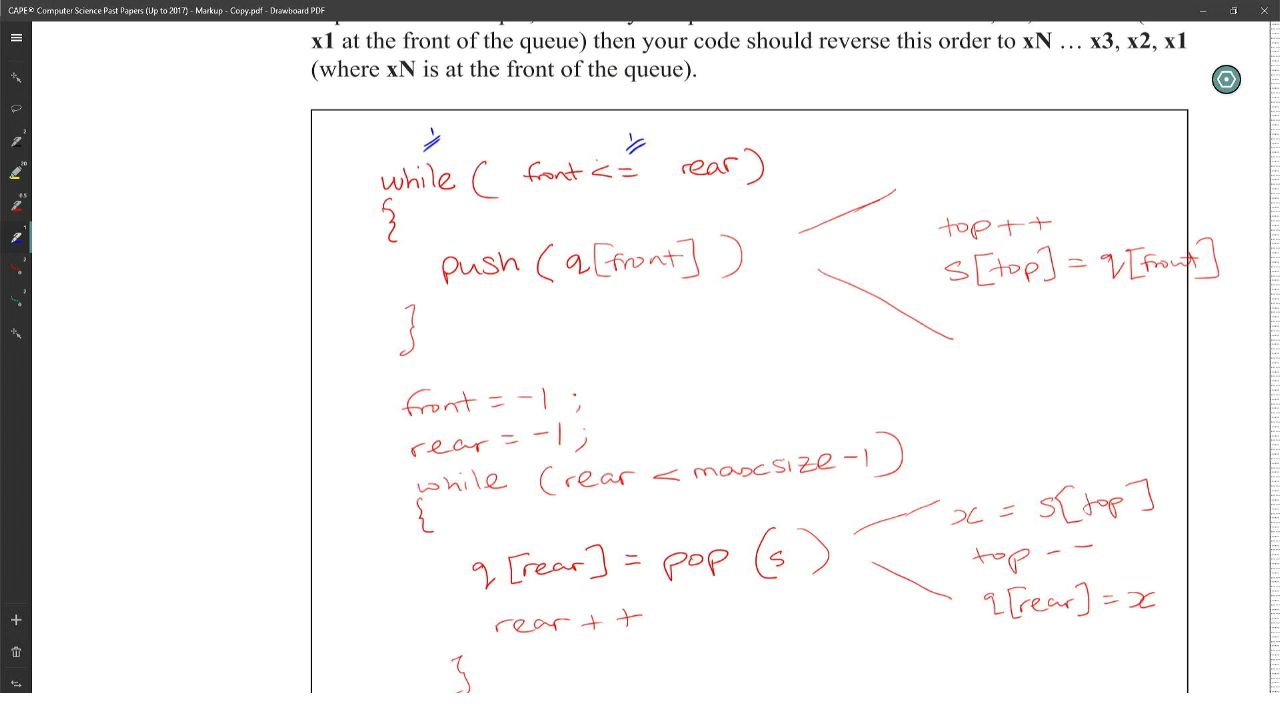 CAPE® Computer Science Past Papers (Up to 2017) - Markup - Copy.pdf - Drawboard PDF
x1 at the front of the queue) then your code should reverse this order to xN … x3, x2, x1
(where xN is at the front of the queue).
while ( front <= rear)
{
push ( q[front] )
top ++
s[top] = q[front]
}
front = -1 ;
rear = -1 ;
while (rear < maxsize -1)
{
q [rear] = pop (s)
x = s[top]
top - -
q[rear] = x
rear + +
}